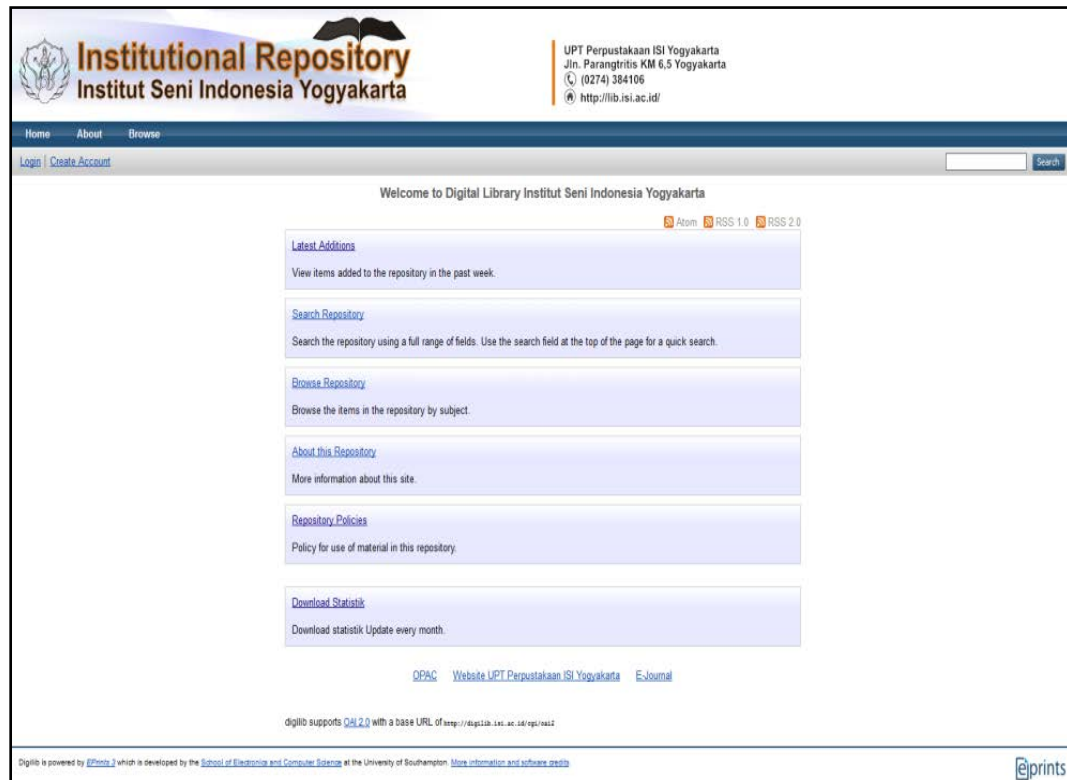 Institutional Repository
Institut Seni Indonesia Yogyakarta
UPT Perpustakaan ISI Yogyakarta
Jln. Parangtritis KM 6,5 Yogyakarta
(0274) 384106
http://lib.isi.ac.id/
Home About Browse
Login | Create Account
Search
Welcome to Digital Library Institut Seni Indonesia Yogyakarta
Atom RSS 1.0 RSS 2.0
Latest Additions
View items added to the repository in the past week.
Search Repository
Search the repository using a full range of fields. Use the search field at the top of the page for a quick search.
Browse Repository
Browse the items in the repository by subject.
About this Repository
More information about this site.
Repository Policies
Policy for use of material in this repository.
Download Statistik
Download statistik Update every month.
OPAC Website UPT Perpustakaan ISI Yogyakarta E-Journal
digilib supports OAI 2.0 with a base URL of http://digilib.isi.ac.id/cgi/oai2
Digilib is powered by EPrints 3 which is developed by the School of Electronics and Computer Science at the University of Southampton. More information and software credits
eprints